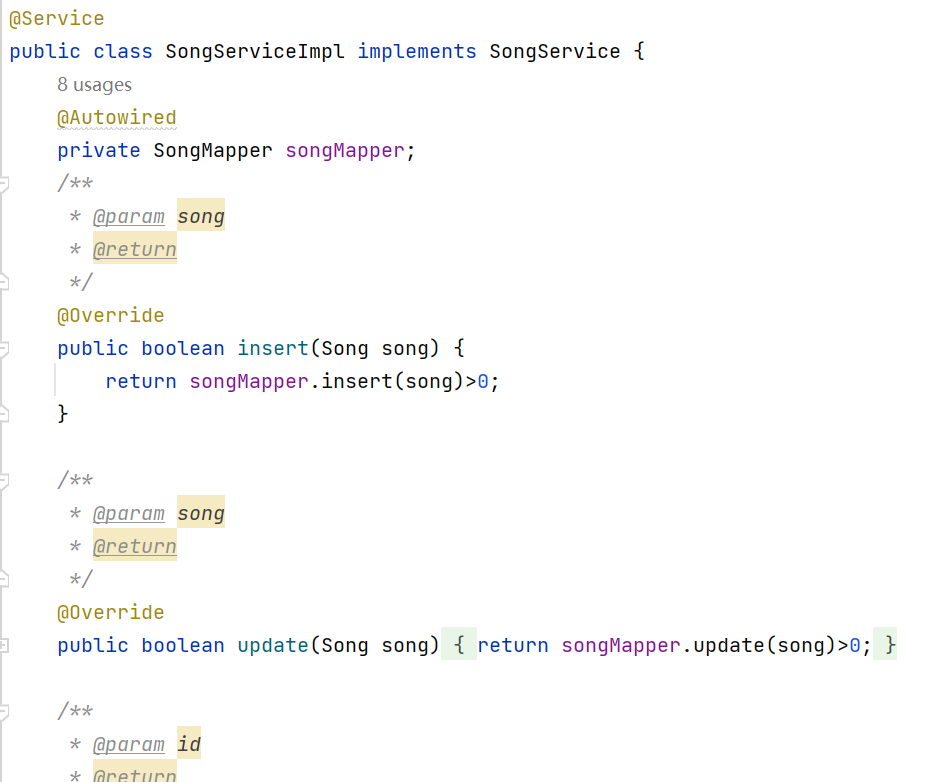 @Service
public class SongServiceImpl implements SongService {
8 usages
@Autowired
private SongMapper songMapper;
/**
* @param song
* @return
*/
@Override
public boolean insert(Song song) {
return songMapper.insert(song)>0;
}
/**
* @param song
* @return
*/
@Override
public boolean update(Song song) { return songMapper.update(song)>0; }
/**
* @param id
* @return